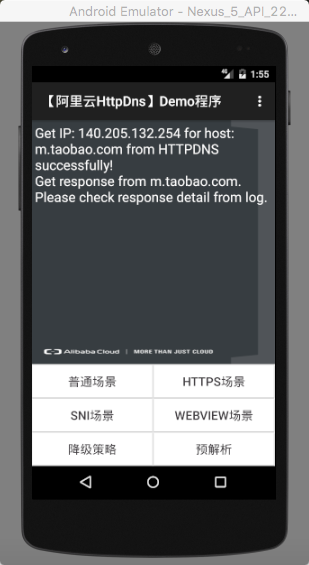 Android Emulator - Nexus_5_API_22...
4G 1:55
【阿里云HttpDns】Demo程序
Get IP: 140.205.132.254 for host:
m.taobao.com from HTTPDNS
successfully!
Get response from m.taobao.com.
Please check response detail from log.
Alibaba Cloud | MORE THAN JUST CLOUD
普通场景 HTTPS场景
SNI场景 WEBVIEW场景
降级策略 预解析